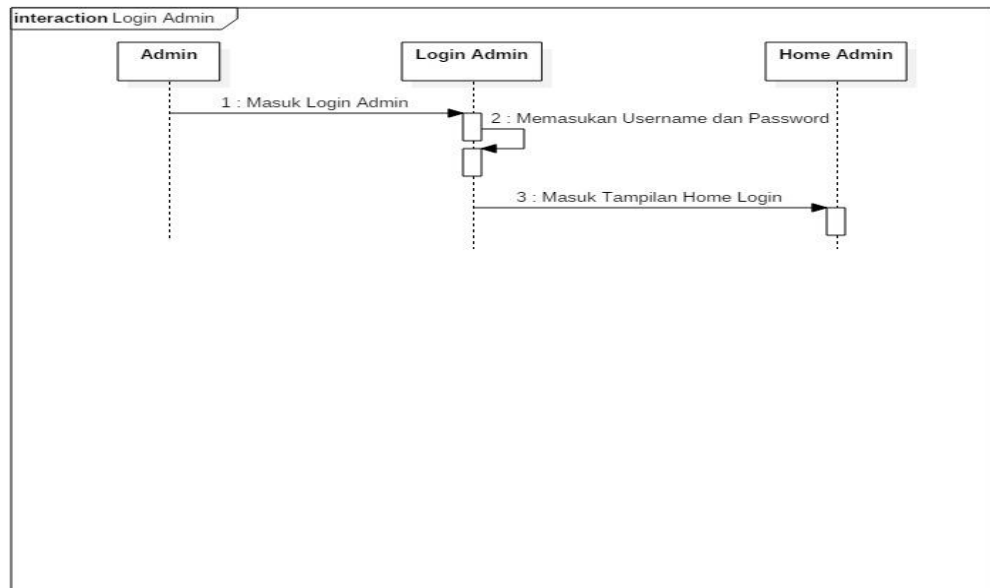 interaction Login Admin
Admin
Login Admin
Home Admin
1 : Masuk Login Admin
2 : Memasukan Username dan Password
3 : Masuk Tampilan Home Login